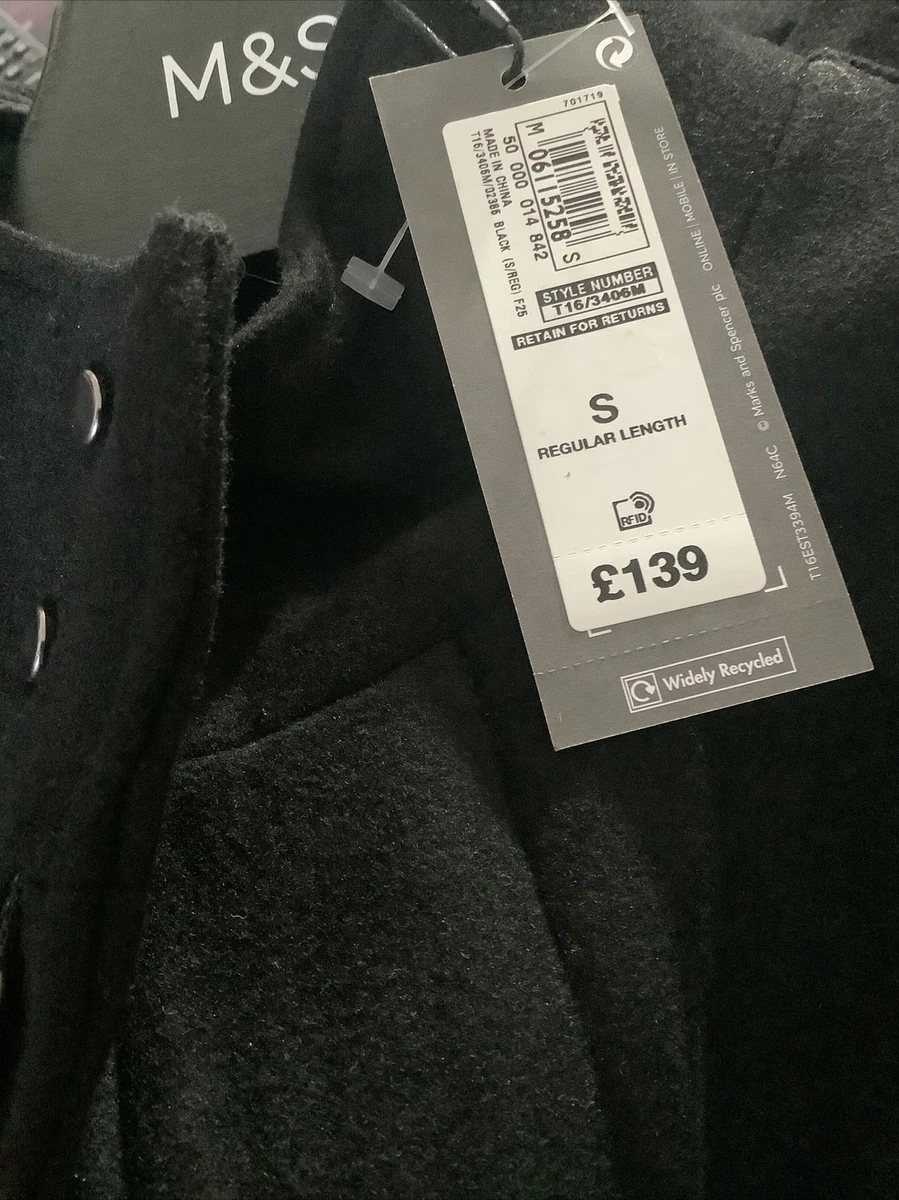 M&S
701719
M 06115258 S
50 000 014 842
MADE IN CHINA
T16/3406M/02386 BLACK (S/REG) F25
STYLE NUMBER
T16/3406M
RETAIN FOR RETURNS
S
REGULAR LENGTH
RFID
£139
Widely Recycled
T16EST3394M N64C © Marks and Spencer plc ONLINE | MOBILE | IN STORE